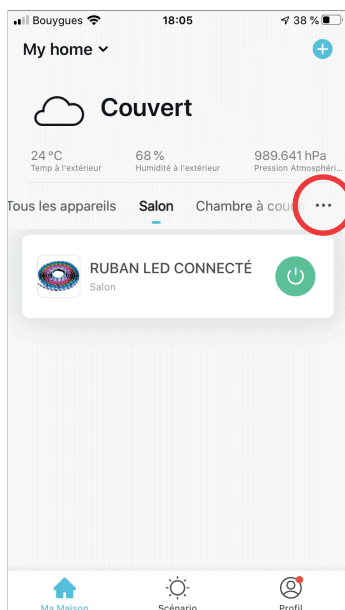 Bouygues 18:05 38 %
My home
Couvert
24 °C 68 % 989.641 hPa
Temp à l'extérieur Humidité à l'extérieur Pression Atmosphéri...
Tous les appareils Salon Chambre à couc ...
RUBAN LED CONNECTÉ
Salon
Ma Maison Scénario Profil